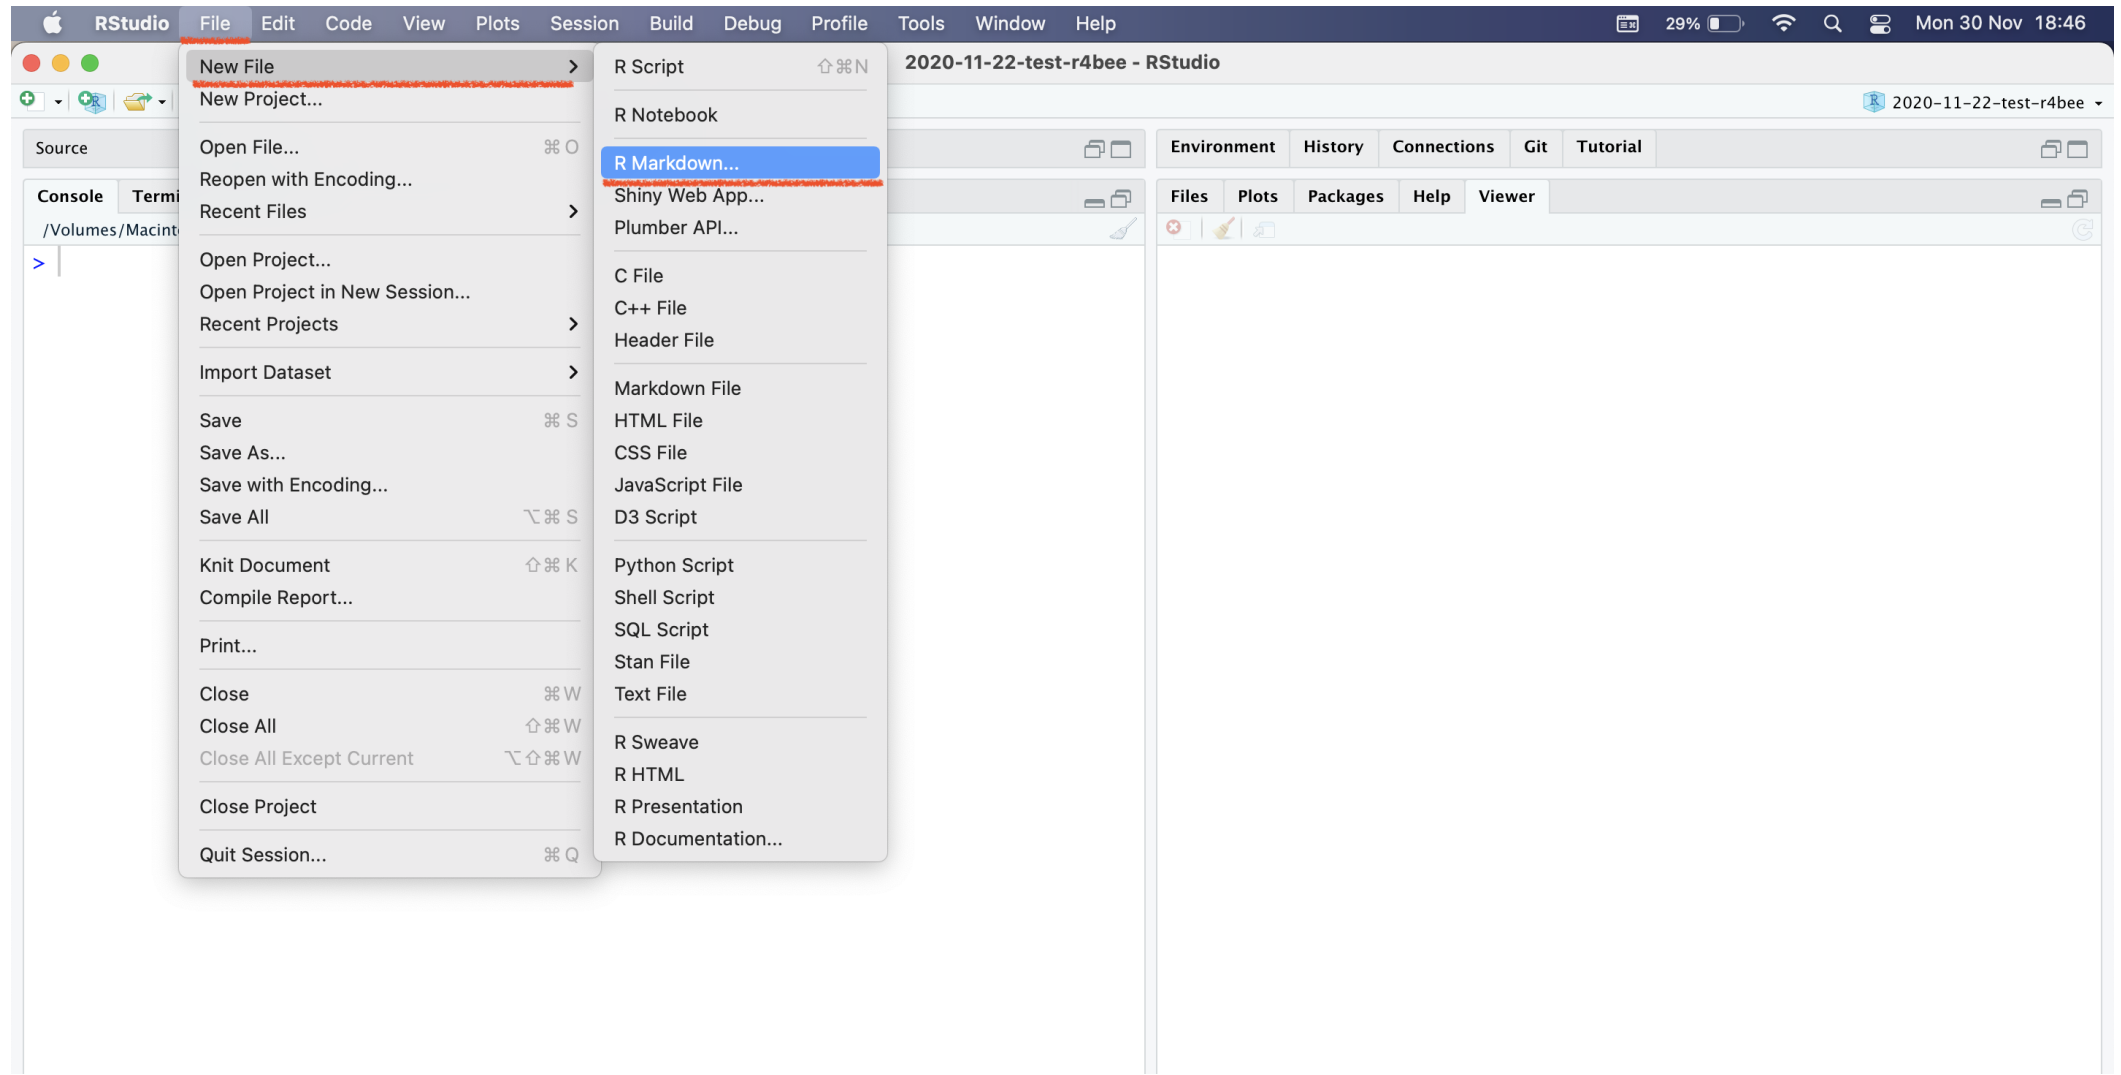 RStudio File Edit Code View Plots Session Build Debug Profile Tools Window Help 29% Mon 30 Nov 18:46
2020-11-22-test-r4bee - RStudio
2020-11-22-test-r4bee
New File
New Project...
Open File... ⌘ O
Reopen with Encoding...
Recent Files
Open Project...
Open Project in New Session...
Recent Projects
Import Dataset
Save ⌘ S
Save As...
Save with Encoding...
Save All ⌥⌘ S
Knit Document ⇧⌘ K
Compile Report...
Print...
Close ⌘ W
Close All ⇧⌘ W
Close All Except Current ⌥⇧⌘ W
Close Project
Quit Session... ⌘ Q
R Script ⇧⌘ N
R Notebook
R Markdown...
Shiny Web App...
Plumber API...
C File
C++ File
Header File
Markdown File
HTML File
CSS File
JavaScript File
D3 Script
Python Script
Shell Script
SQL Script
Stan File
Text File
R Sweave
R HTML
R Presentation
R Documentation...
Source
Console Termi
/Volumes/Macint
>
Environment History Connections Git Tutorial
Files Plots Packages Help Viewer